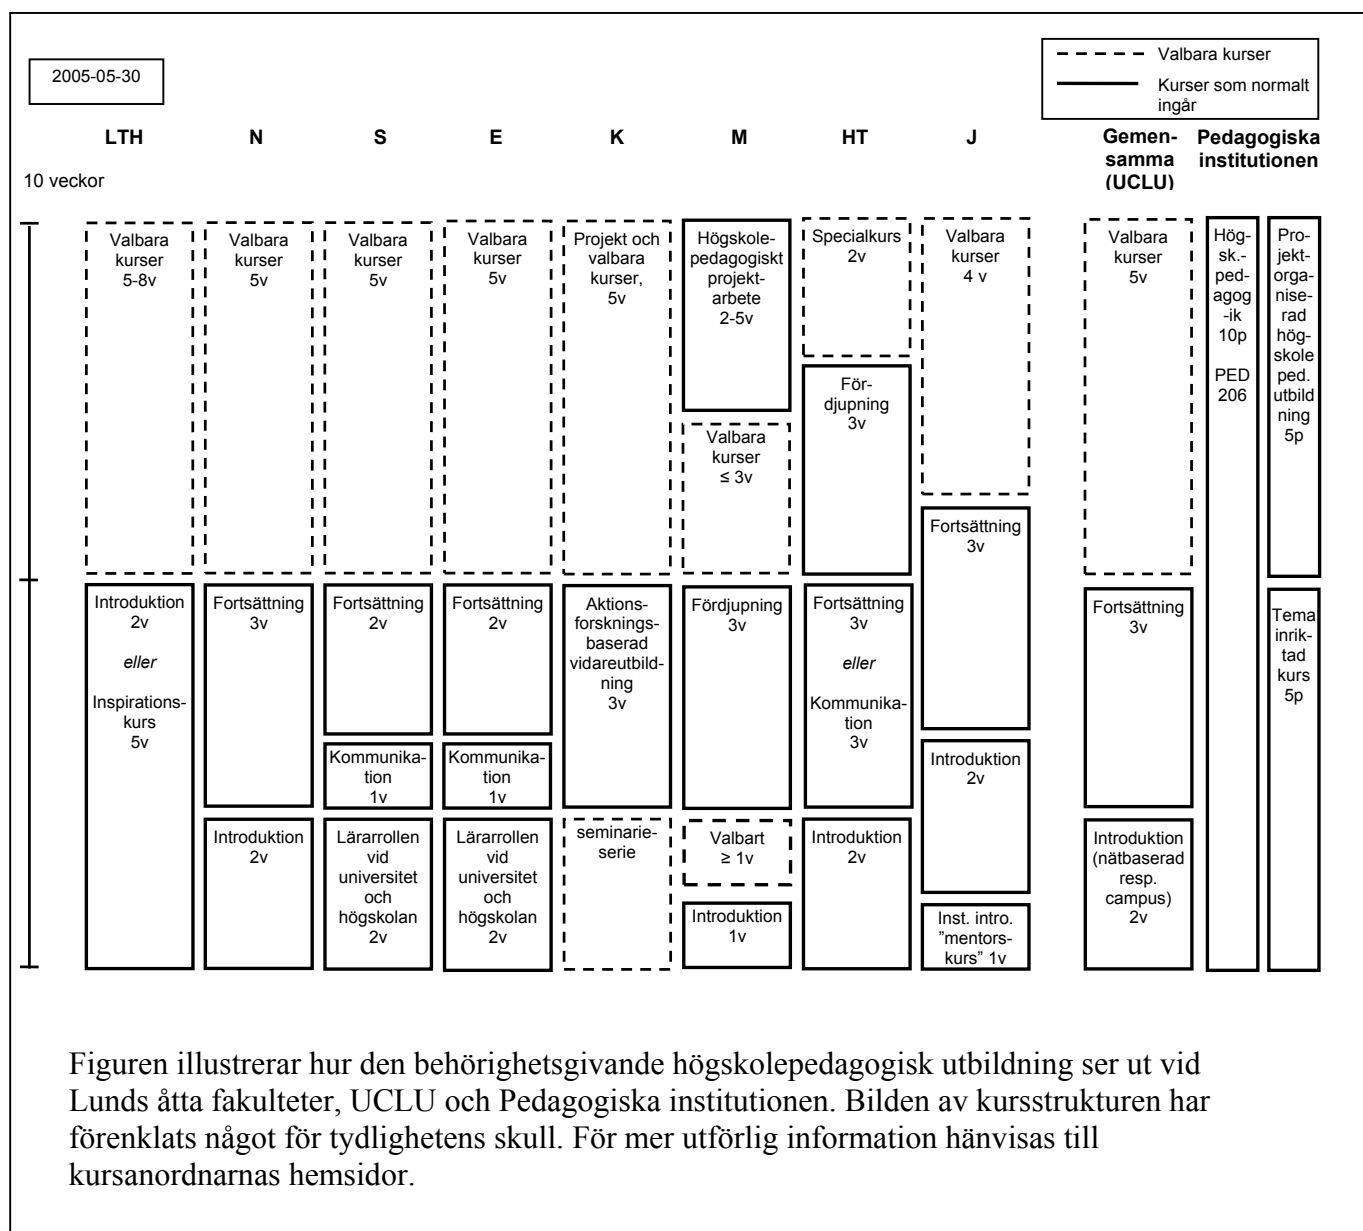 2005-05-30
Valbara kurser
Kurser som normalt
ingår
LTH
N
S
E
K
M
HT
J
Gemen-
samma
(UCLU)
Pedagogiska
institutionen
10 veckor
Valbara
kurser
5-8v
Introduktion
2v
eller
Inspirations-
kurs
5v
Valbara
kurser
5v
Fortsättning
3v
Introduktion
2v
Valbara
kurser
5v
Fortsättning
2v
Kommunika-
tion
1v
Lärarrollen
vid
universitet
och
högskolan
2v
Valbara
kurser
5v
Fortsättning
2v
Kommunika-
tion
1v
Lärarrollen
vid
universitet
och
högskolan
2v
Projekt och
valbara
kurser,
5v
Aktions-
forsknings-
baserad
vidareutbild-
ning
3v
seminarie-
serie
Högskole-
pedagogiskt
projekt-
arbete
2-5v
Valbara
kurser
≤ 3v
Fördjupning
3v
Valbart
≥ 1v
Introduktion
1v
Specialkurs
2v
För-
djupning
3v
Fortsättning
3v
eller
Kommunika-
tion
3v
Introduktion
2v
Valbara
kurser
4 v
Fortsättning
3v
Introduktion
2v
Inst. intro.
”mentors-
kurs” 1v
Valbara
kurser
5v
Fortsättning
3v
Introduktion
(nätbaserad
resp.
campus)
2v
Hög-
sk.-
ped-
agog
-ik
10p
PED
206
Pro-
jekt-
orga-
nise-
rad
hög-
skole
ped.
utbild
ning
5p
Tema
inrik-
tad
kurs
5p
Figuren illustrerar hur den behörighetsgivande högskolepedagogisk utbildning ser ut vid
Lunds åtta fakulteter, UCLU och Pedagogiska institutionen. Bilden av kursstrukturen har
förenklats något för tydlighetens skull. För mer utförlig information hänvisas till
kursanordnarnas hemsidor.